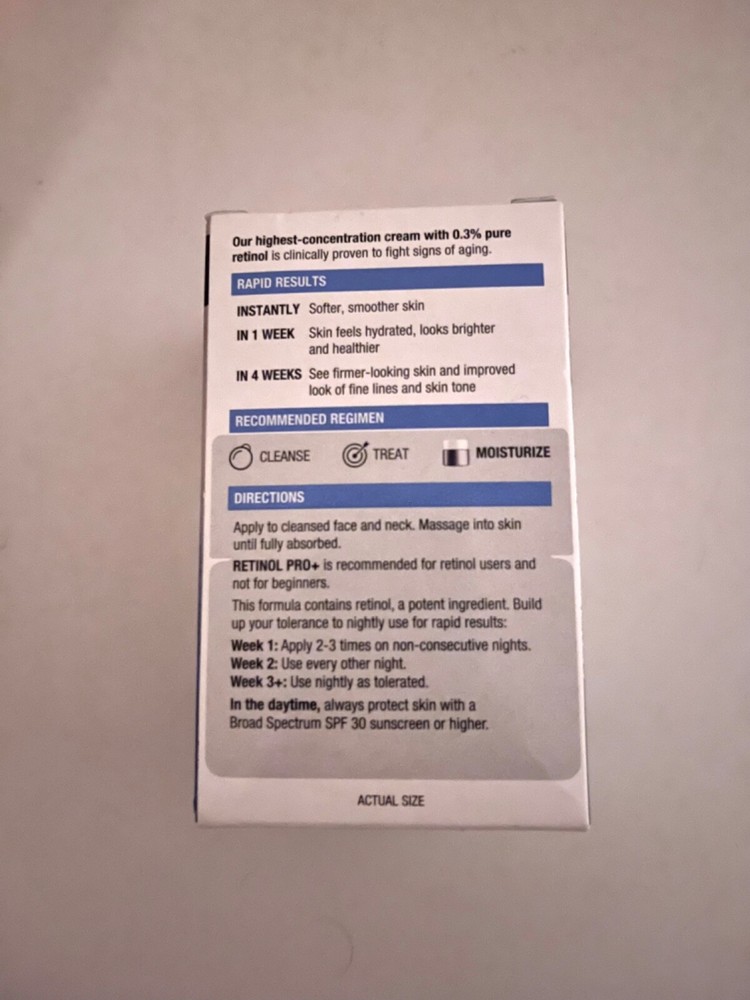 Our highest-concentration cream with 0.3% pure
retinol is clinically proven to fight signs of aging.
RAPID RESULTS
INSTANTLY Softer, smoother skin
IN 1 WEEK Skin feels hydrated, looks brighter
and healthier
IN 4 WEEKS See firmer-looking skin and improved
look of fine lines and skin tone
RECOMMENDED REGIMEN
CLEANSE TREAT MOISTURIZE
DIRECTIONS
Apply to cleansed face and neck. Massage into skin
until fully absorbed.
RETINOL PRO+ is recommended for retinol users and
not for beginners.
This formula contains retinol, a potent ingredient. Build
up your tolerance to nightly use for rapid results:
Week 1: Apply 2-3 times on non-consecutive nights.
Week 2: Use every other night.
Week 3+: Use nightly as tolerated.
In the daytime, always protect skin with a
Broad Spectrum SPF 30 sunscreen or higher.
ACTUAL SIZE